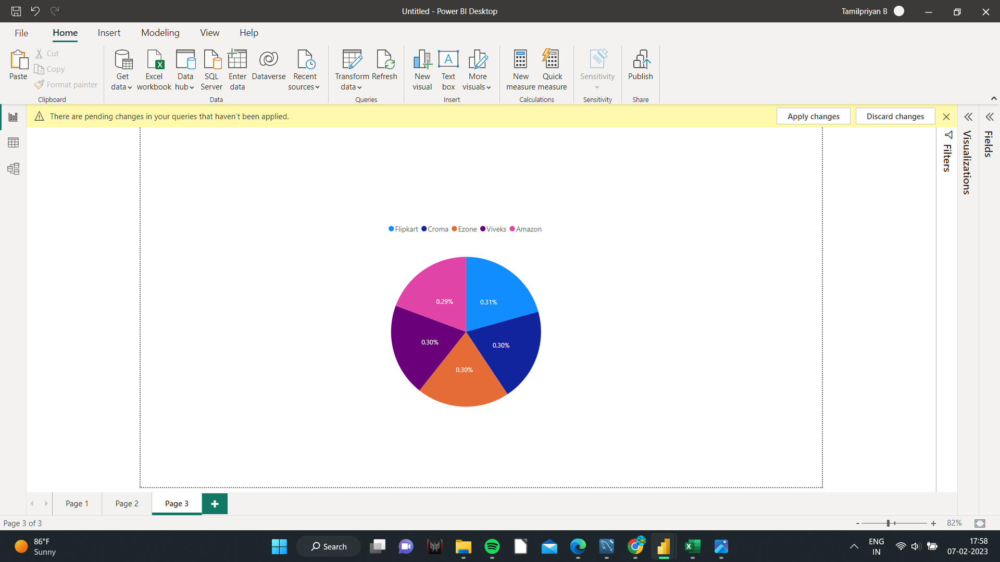 Untitled - Power BI Desktop
Tamilpriyan B
File Home Insert Modeling View Help
Paste
Cut
Copy
Format painter
Clipboard
Get data
Excel workbook
Data hub
SQL Server
Enter data
Dataverse
Recent sources
Data
Transform data
Refresh
Queries
New visual
Text box
More visuals
Insert
New measure
Quick measure
Calculations
Sensitivity
Sensitivity
Publish
Share
There are pending changes in your queries that haven't been applied.
Apply changes
Discard changes
Filters
Visualizations
Fields
Flipkart Croma Ezone Viveks Amazon
0.29%
0.31%
0.30%
0.30%
0.30%
Page 1
Page 2
Page 3
Page 3 of 3
- + 82%
86°F
Sunny
Search
ENG
IN
17:58
07-02-2023